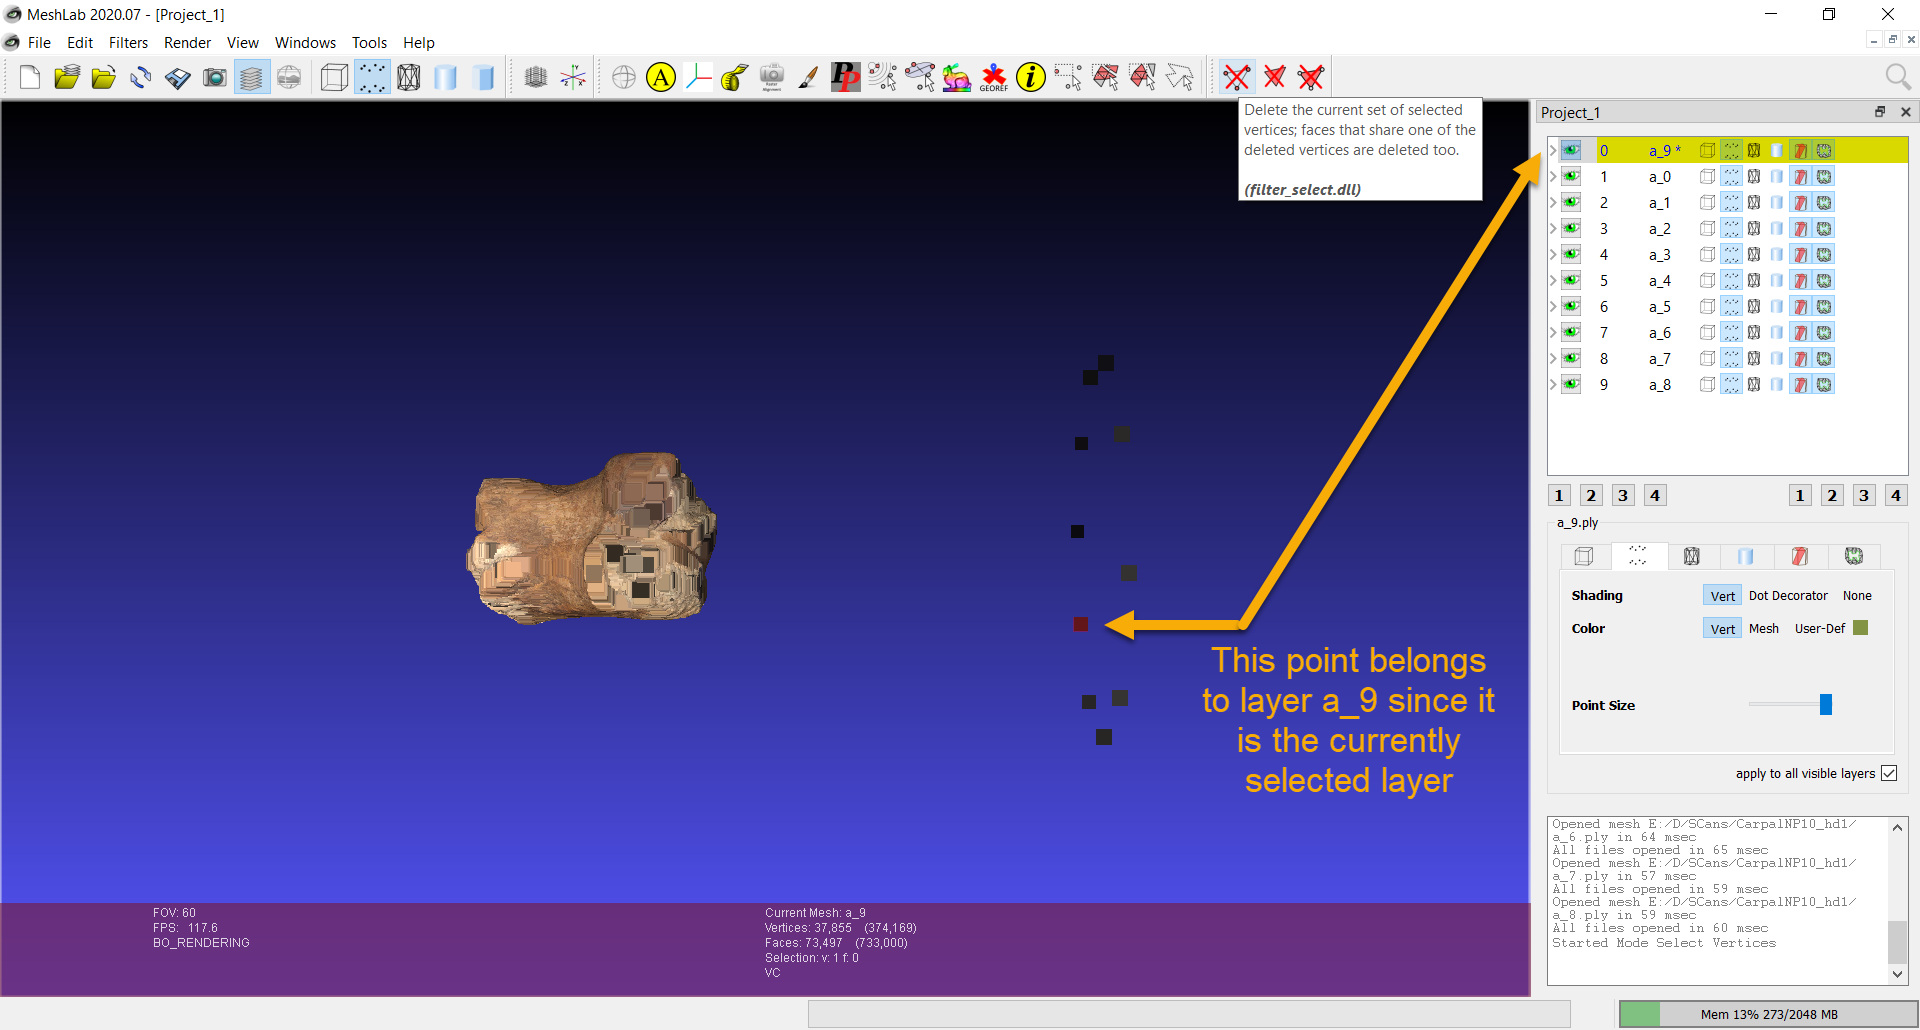 MeshLab 2020.07 - [Project_1]
File Edit Filters Render View Windows Tools Help
A
PP
GEOREF
i
Delete the current set of selected
vertices; faces that share one of the
deleted vertices are deleted too.
(filter_select.dll)
Project_1
0 a_9 *
1 a_0
2 a_1
3 a_2
4 a_3
5 a_4
6 a_5
7 a_6
8 a_7
9 a_8
1 2 3 4 1 2 3 4
a_9.ply
Shading Vert Dot Decorator None
Color Vert Mesh User-Def
Point Size
apply to all visible layers
This point belongs
to layer a_9 since it
is the currently
selected layer
Opened mesh E:/D/SCans/CarpalNP10_hd1/
a_6.ply in 64 msec
All files opened in 65 msec
Opened mesh E:/D/SCans/CarpalNP10_hd1/
a_7.ply in 57 msec
All files opened in 59 msec
Opened mesh E:/D/SCans/CarpalNP10_hd1/
a_8.ply in 59 msec
All files opened in 60 msec
Started Mode Select Vertices
FOV: 60
FPS: 117.6
BO_RENDERING
Current Mesh: a_9
Vertices: 37,855 (374,169)
Faces: 73,497 (733,000)
Selection: v: 1 f: 0
VC
Mem 13% 273/2048 MB